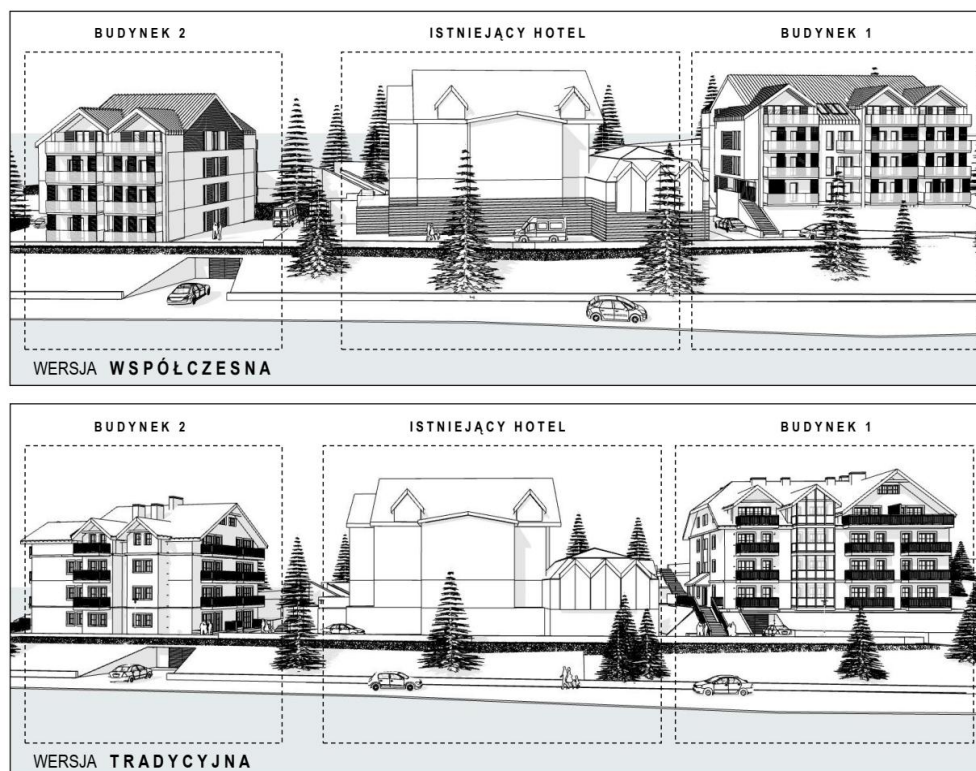 BUDYNEK 2
ISTNIEJĄCY HOTEL
BUDYNEK 1
WERSJA WSPÓŁCZESNA
BUDYNEK 2
ISTNIEJĄCY HOTEL
BUDYNEK 1
WERSJA TRADYCYJNA